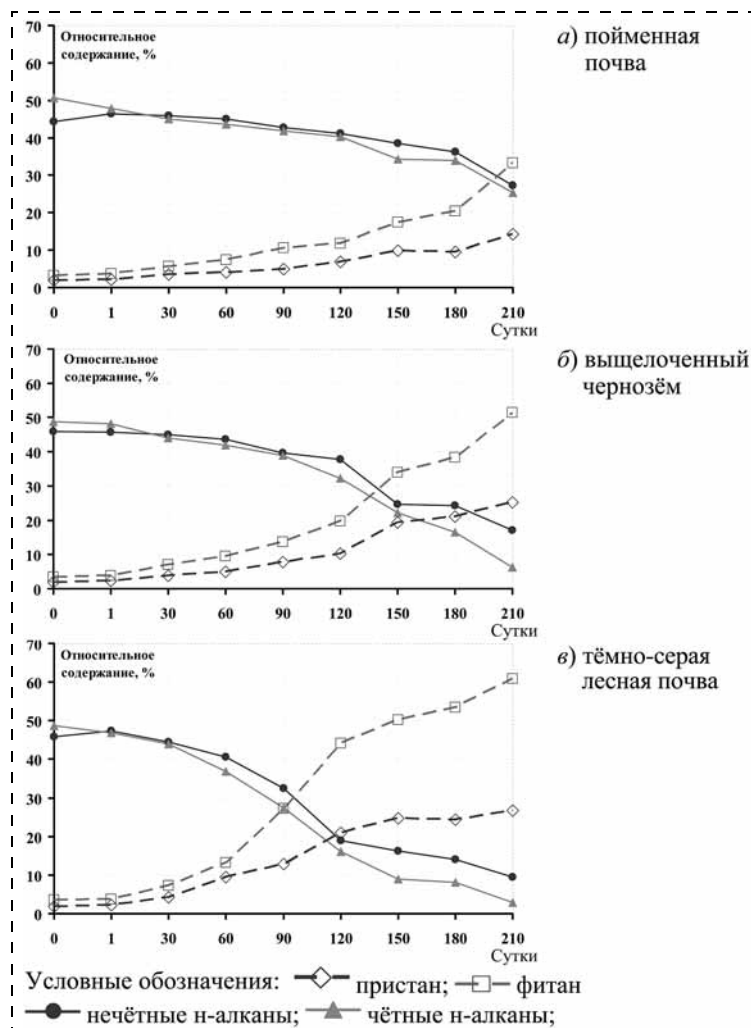 70
60
50
40
30
20
10
0
Относительное
содержание, %
0 1 30 60 90 120 150 180 210
Сутки
а) пойменная
почва
70
60
50
40
30
20
10
0
Относительное
содержание, %
0 1 30 60 90 120 150 180 210
Сутки
б) выщелоченный
чернозём
70
60
50
40
30
20
10
0
Относительное
содержание, %
0 1 30 60 90 120 150 180 210
Сутки
в) тёмно-серая
лесная почва
Условные обозначения: пристан; фитан
нечётные н-алканы; чётные н-алканы;